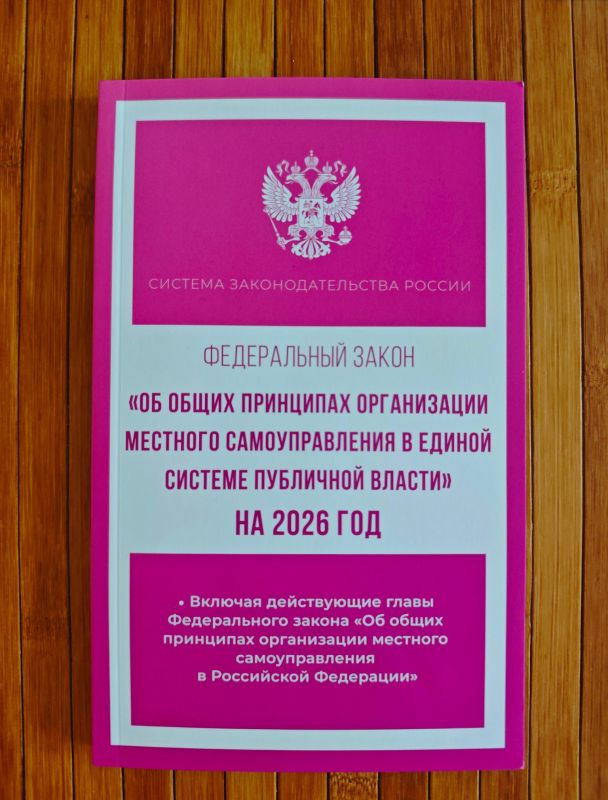 СИСТЕМА ЗАКОНОДАТЕЛЬСТВА РОССИИ
ФЕДЕРАЛЬНЫЙ ЗАКОН
«ОБ ОБЩИХ ПРИНЦИПАХ ОРГАНИЗАЦИИ
МЕСТНОГО САМОУПРАВЛЕНИЯ В ЕДИНОЙ
СИСТЕМЕ ПУБЛИЧНОЙ ВЛАСТИ»
НА 2026 ГОД
• Включая действующие главы
Федерального закона «Об общих
принципах организации местного
самоуправления
в Российской Федерации»